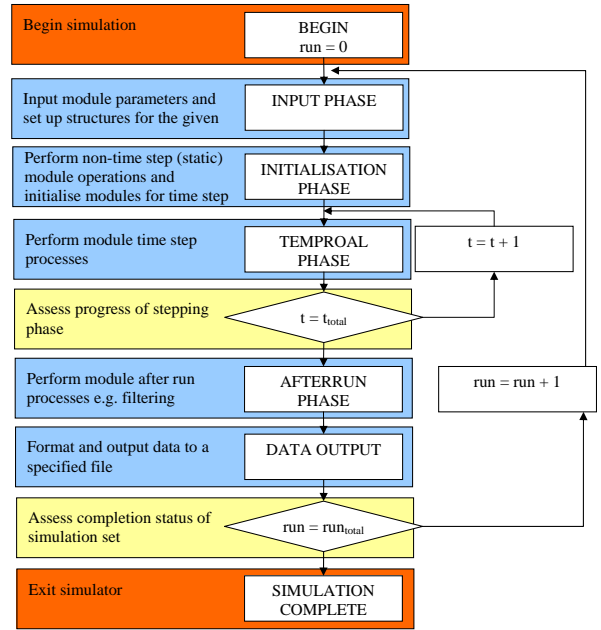 Begin simulation
BEGIN
run = 0
Input module parameters and
set up structures for the given
INPUT PHASE
Perform non-time step (static)
module operations and
initialise modules for time step
INITIALISATION
PHASE
Perform module time step
processes
TEMPROAL
PHASE
t = t + 1
Assess progress of stepping
phase
t = ttotal
Perform module after run
processes e.g. filtering
AFTERRUN
PHASE
run = run + 1
Format and output data to a
specified file
DATA OUTPUT
Assess completion status of
simulation set
run = runtotal
Exit simulator
SIMULATION
COMPLETE